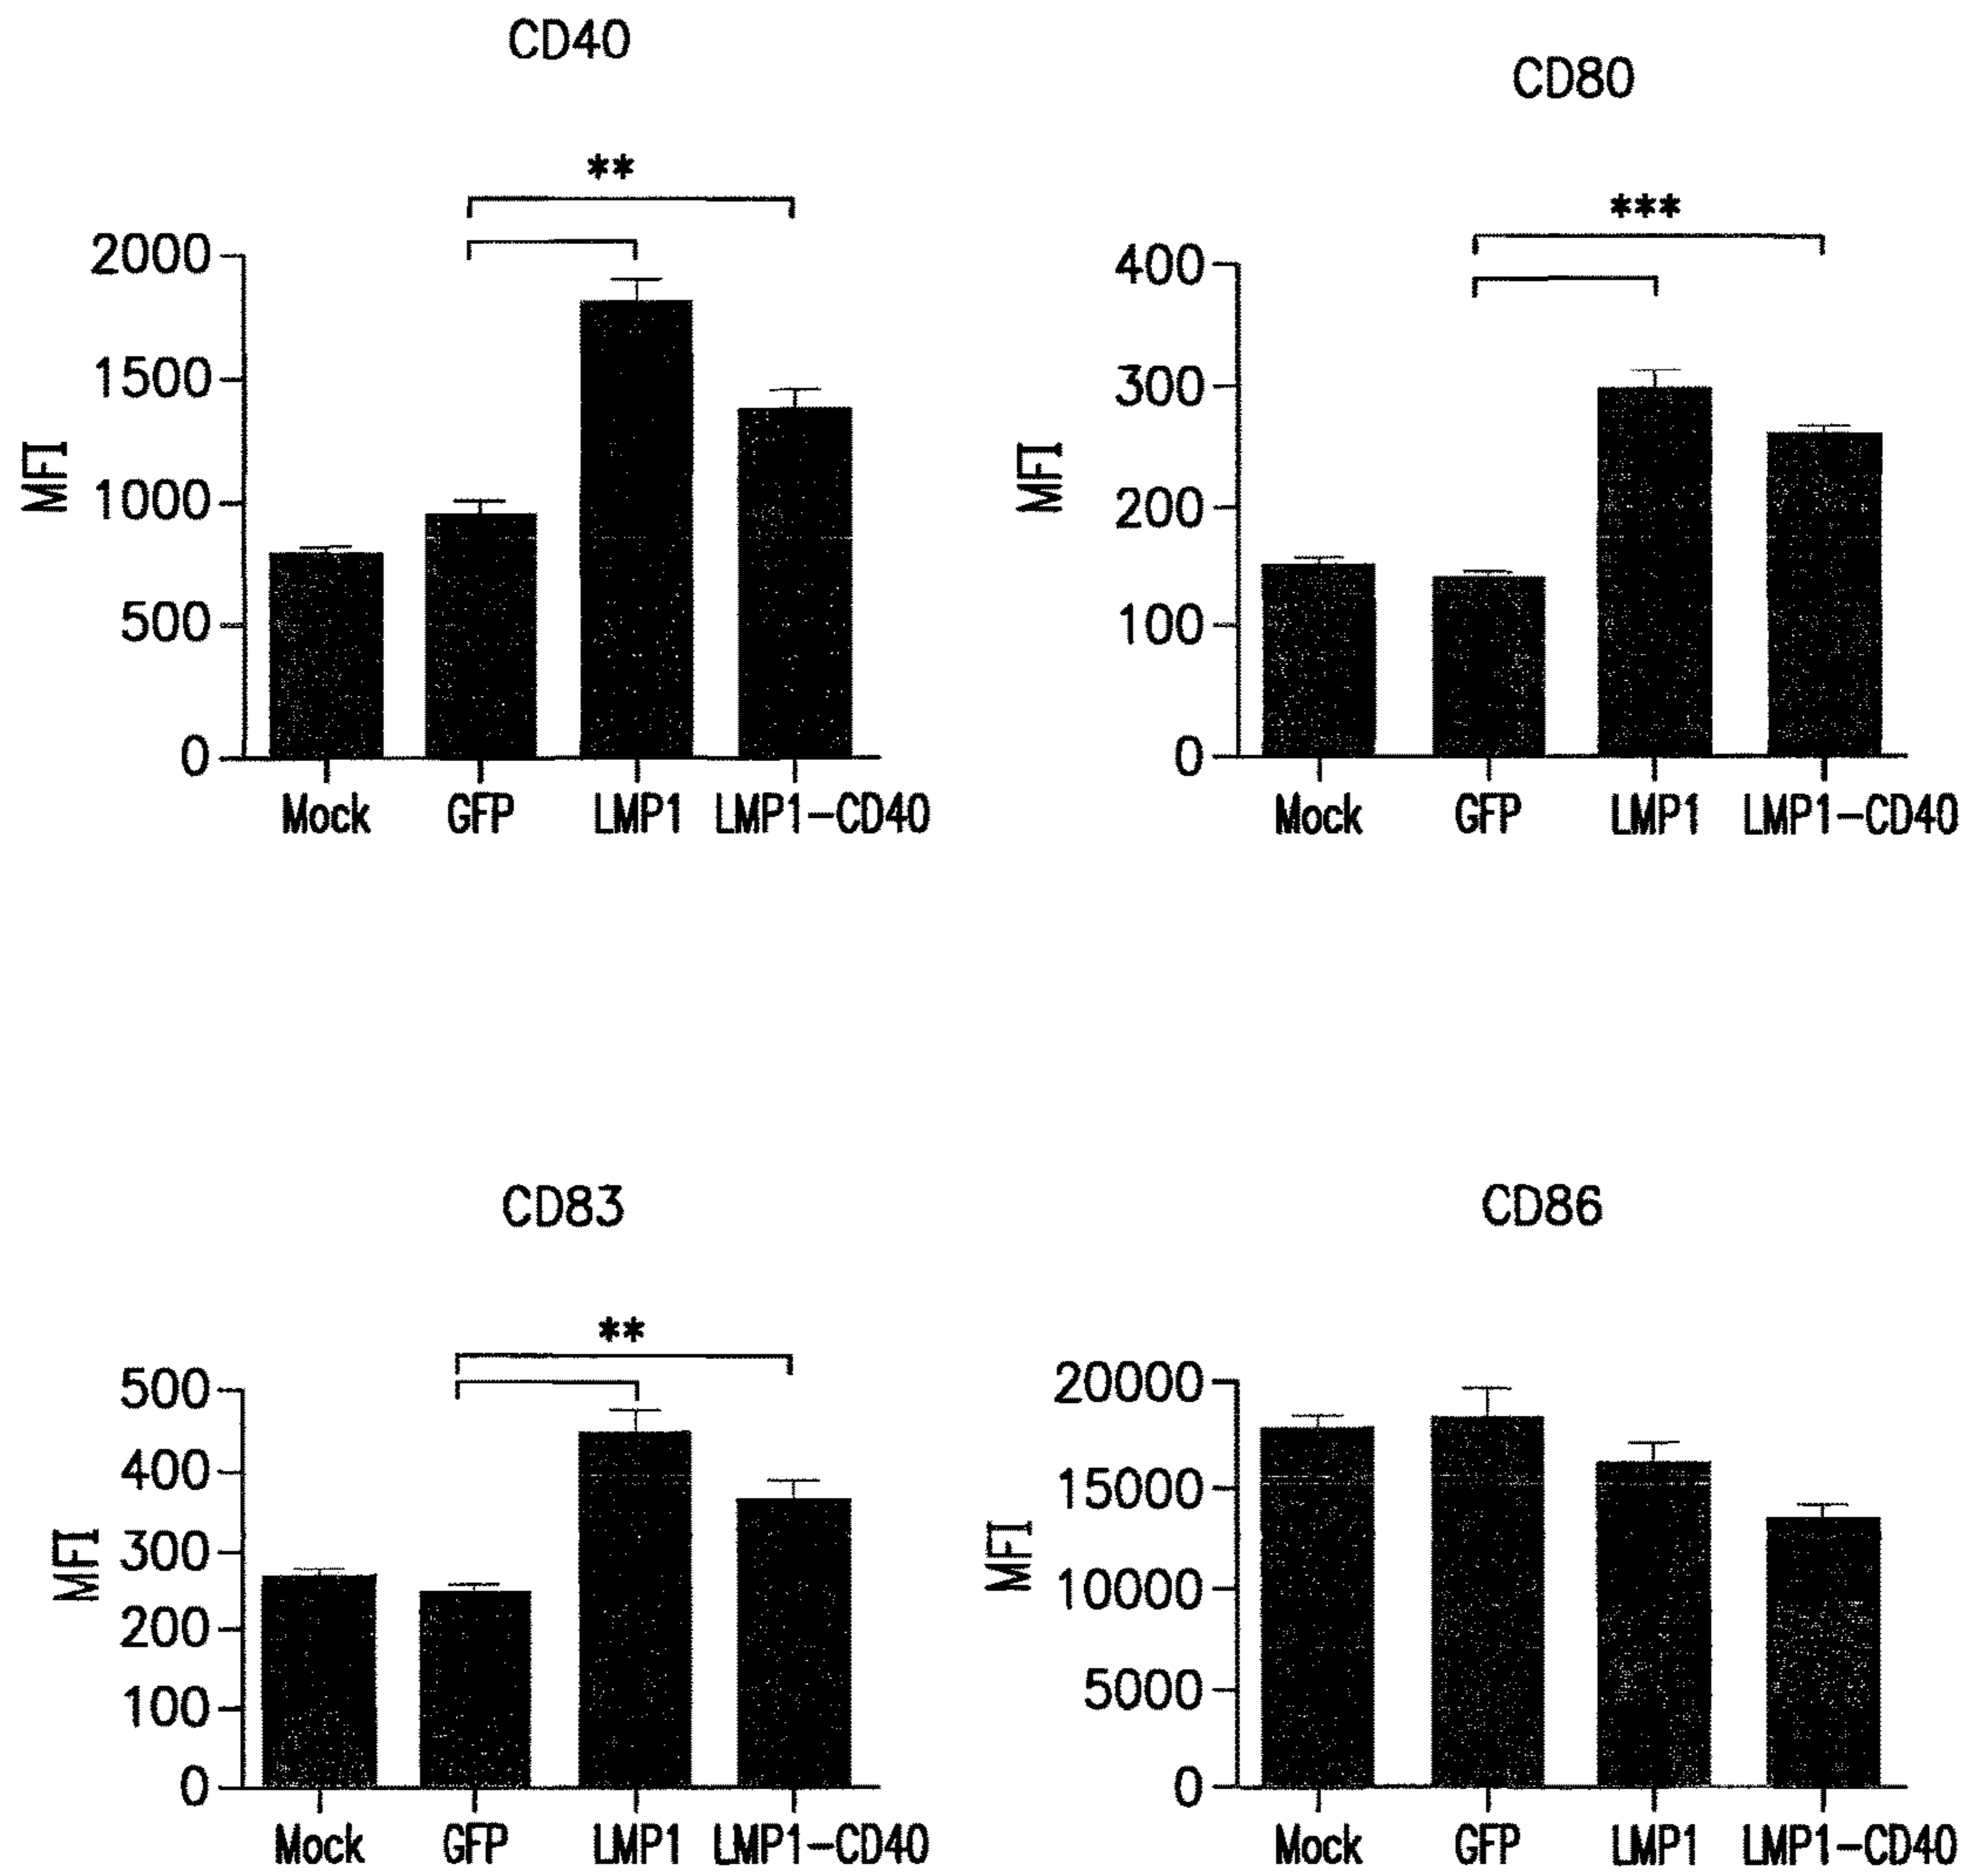 CD40
**
2000
1500
1000
500
0
MFI
Mock GFP LMP1 LMP1-CD40
CD80
***
400
300
200
100
0
MFI
Mock GFP LMP1 LMP1-CD40
CD83
**
500
400
300
200
100
0
MFI
Mock GFP LMP1 LMP1-CD40
CD86
20000
15000
10000
5000
0
MFI
Mock GFP LMP1 LMP1-CD40